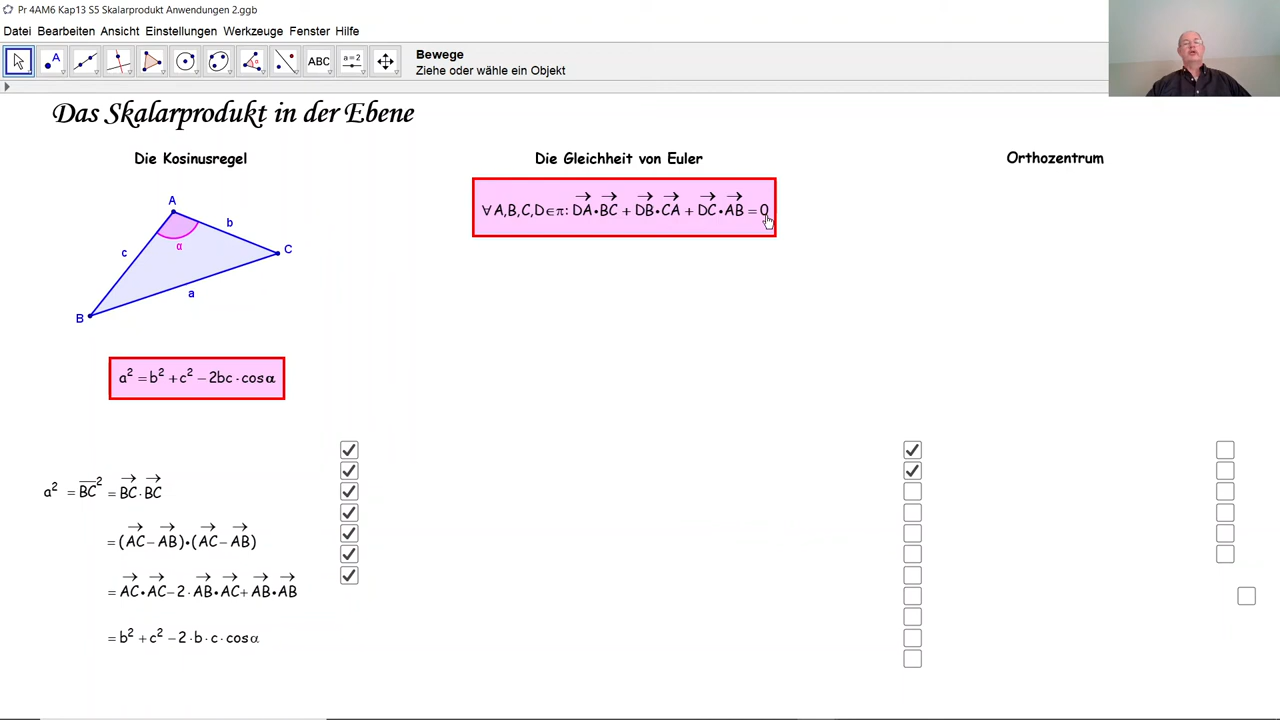 Pr 4AM6 Kap13 S5 Skalarprodukt Anwendungen 2.ggb
Datei Bearbeiten Ansicht Einstellungen Werkzeuge Fenster Hilfe
A
ABC
a=2
Bewege
Ziehe oder wähle ein Objekt
Das Skalarprodukt in der Ebene
Die Kosinusregel
Die Gleichheit von Euler
Orthozentrum
∀A,B,C,D∈π: DA⃗•BC⃗ + DB⃗•CA⃗ + DC⃗•AB⃗ = 0
A
b
c
α
C
a
B
a² = b² + c² − 2bc · cos α
a² = B̅C̅² = BC⃗ · BC⃗
= (AC⃗ − AB⃗)•(AC⃗ − AB⃗)
= AC⃗•AC⃗ − 2·AB⃗•AC⃗ + AB⃗•AB⃗
= b² + c² − 2·b·c·cos α